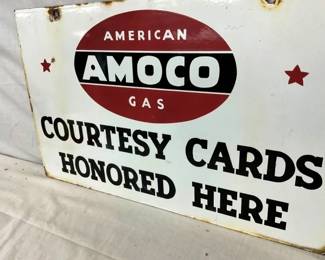 AMERICAN
AMOCO
GAS
COURTESY CARDS
HONORED HERE